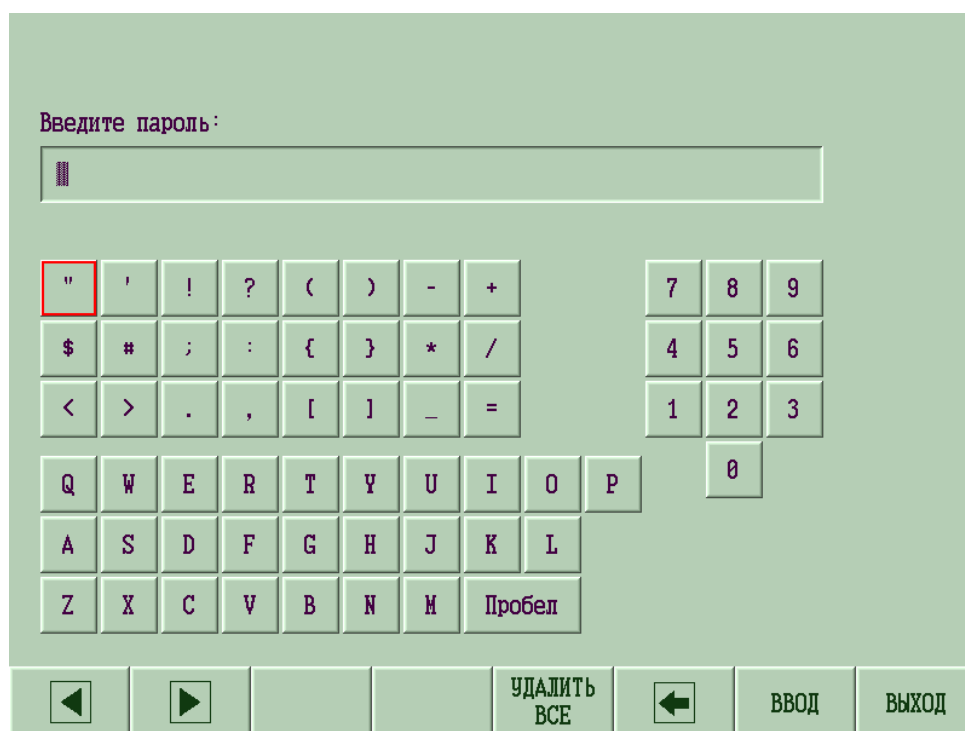 Введите пароль:
" ' ! ? ( ) - + 7 8 9
$ # ; : { } * / 4 5 6
< > . , [ ] _ = 1 2 3
Q W E R T Y U I O P 0
A S D F G H J K L
Z X C V B N M Пробел
УДАЛИТЬ
ВСЕ ВВОД ВЫХОД